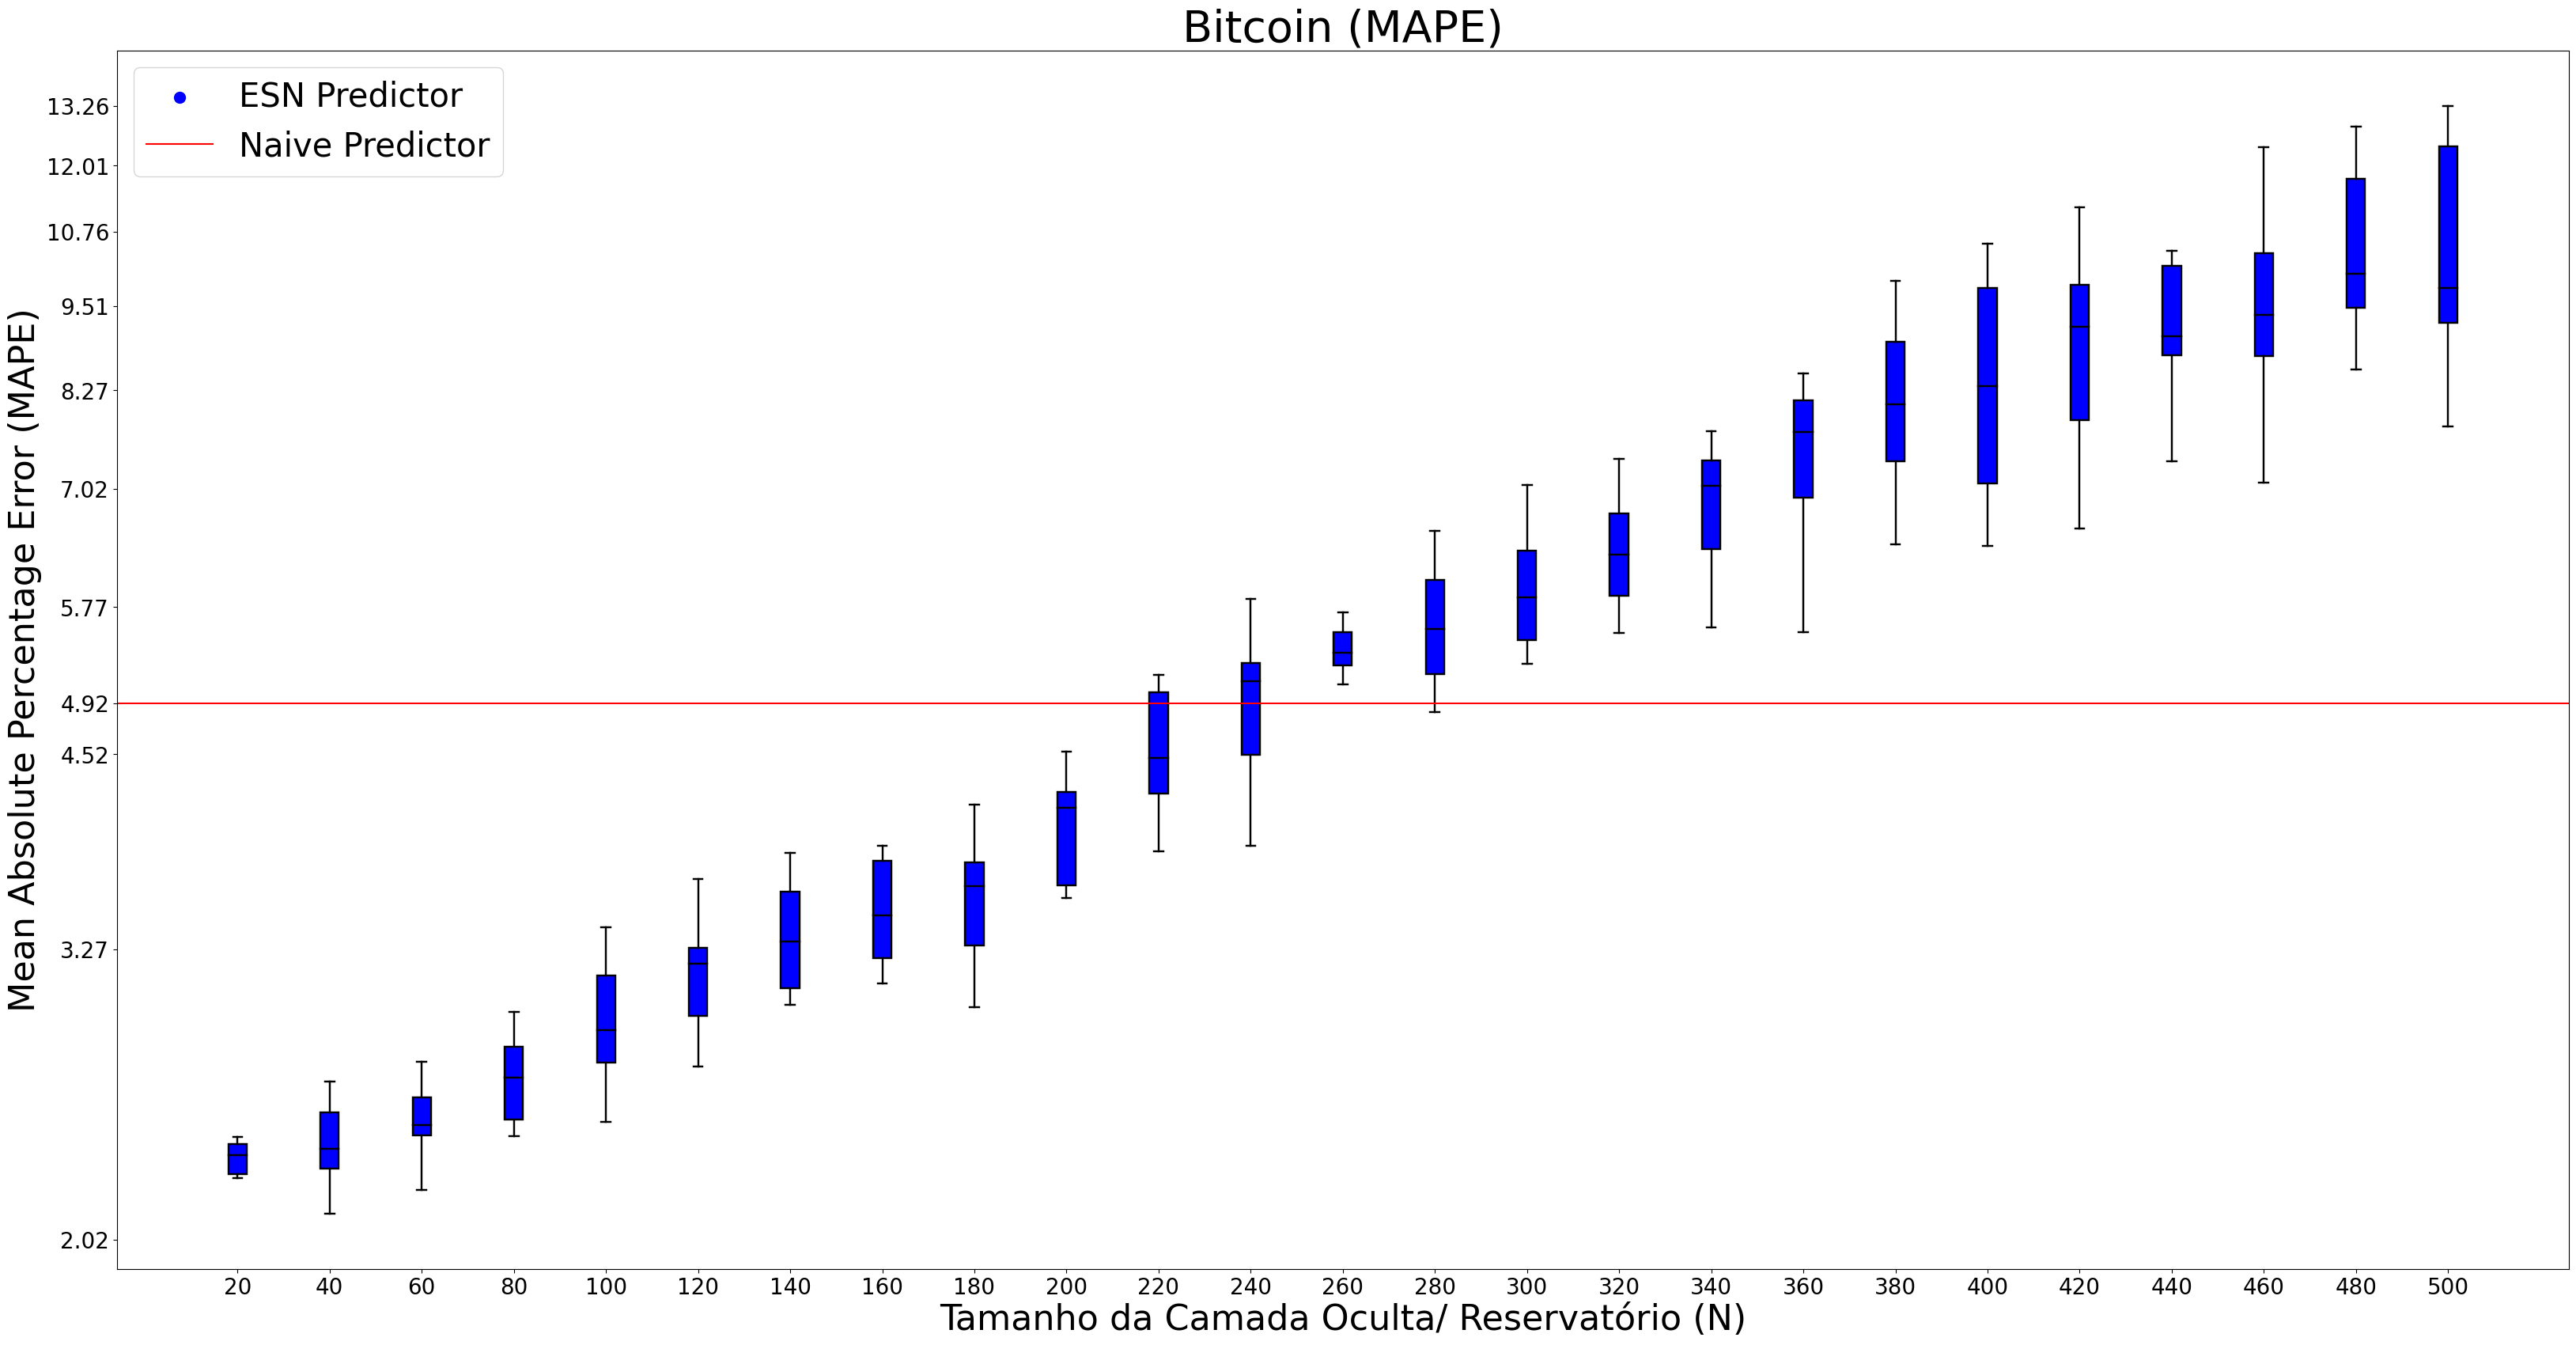 Bitcoin (MAPE)
ESN Predictor
Naive Predictor
Mean Absolute Percentage Error (MAPE)
13.26
12.01
10.76
9.51
8.27
7.02
5.77
4.92
4.52
3.27
2.02
20 40 60 80 100 120 140 160 180 200 220 240 260 280 300 320 340 360 380 400 420 440 460 480 500
Tamanho da Camada Oculta/ Reservatório (N)